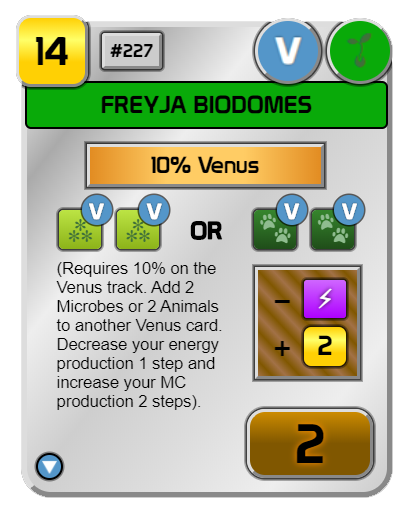 14 #227 V
FREYJA BIODOMES
10% Venus
V V OR V V
(Requires 10% on the
Venus track. Add 2
Microbes or 2 Animals
to another Venus card.
Decrease your energy
production 1 step and
increase your MC
production 2 steps).
-
+ 2
2